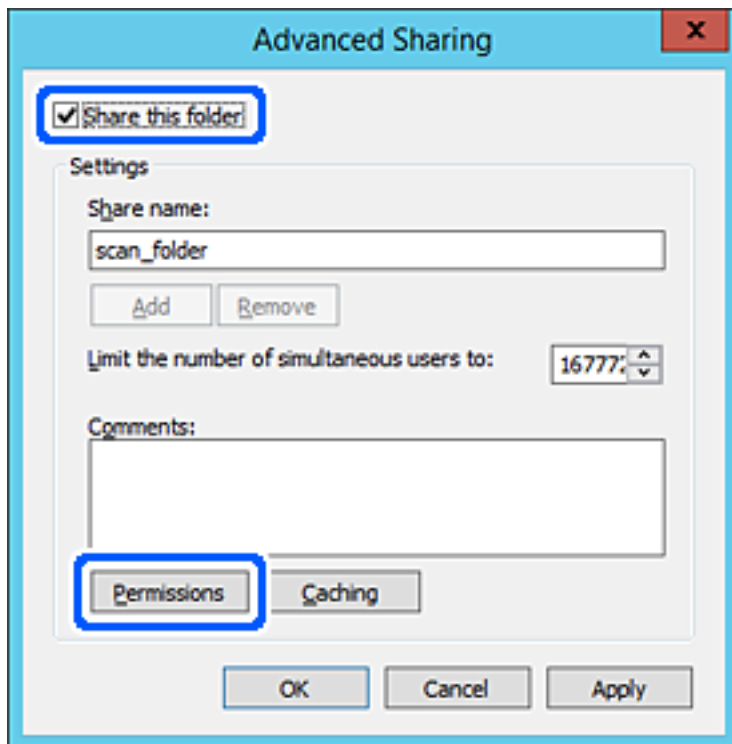 Advanced Sharing
x
Share this folder
Settings
Share name:
scan_folder
Add Remove
Limit the number of simultaneous users to:
Comments:
Permissions Caching
OK Cancel Apply